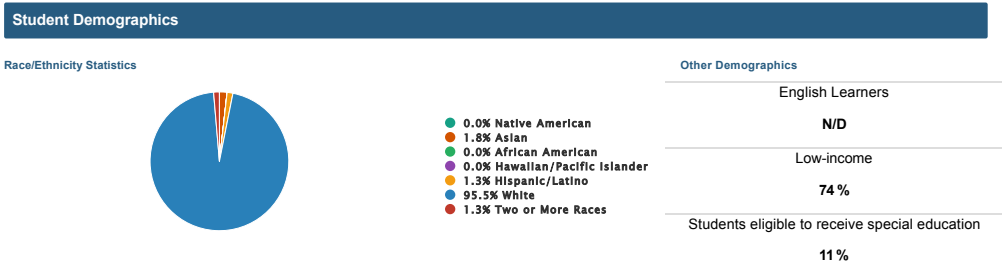 Student Demographics
Race/Ethnicity Statistics
0.0% Native American
1.8% Asian
0.0% African American
0.0% Hawaiian/Pacific Islander
1.3% Hispanic/Latino
95.5% White
1.3% Two or More Races
Other Demographics
English Learners
N/D
Low-income
74 %
Students eligible to receive special education
11 %